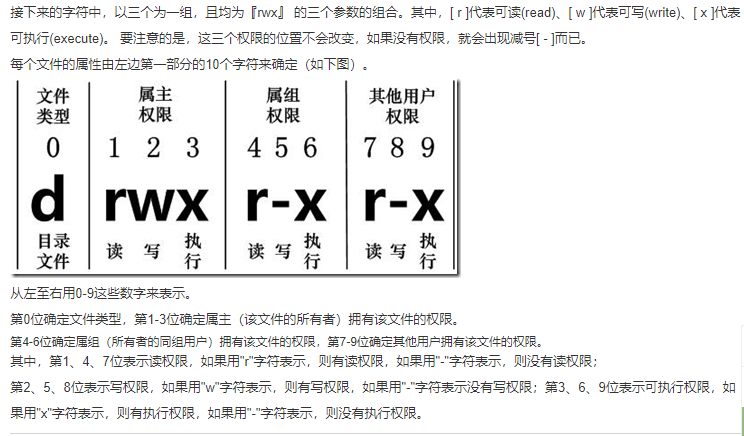 接下来的字符中，以三个为一组，且均为『rwx』 的三个参数的组合。其中，[ r ]代表可读(read)、[ w ]代表可写(write)、[ x ]代表
可执行(execute)。 要注意的是，这三个权限的位置不会改变，如果没有权限，就会出现减号[ - ]而已。
每个文件的属性由左边第一部分的10个字符来确定（如下图）。
文件 属主 属组 其他用户
类型 权限 权限 权限
0 1 2 3 4 5 6 7 8 9
d rwx r-x r-x
目录 读 写 执 读 写 执 读 写 执
文件 行 行 行
从左至右用0-9这些数字来表示。
第0位确定文件类型，第1-3位确定属主（该文件的所有者）拥有该文件的权限。
第4-6位确定属组（所有者的同组用户）拥有该文件的权限，第7-9位确定其他用户拥有该文件的权限。
其中，第1、4、7位表示读权限，如果用"r"字符表示，则有读权限，如果用"-"字符表示，则没有读权限；
第2、5、8位表示写权限，如果用"w"字符表示，则有写权限，如果用"-"字符表示没有写权限；第3、6、9位表示可执行权限，如
果用"x"字符表示，则有执行权限，如果用"-"字符表示，则没有执行权限。